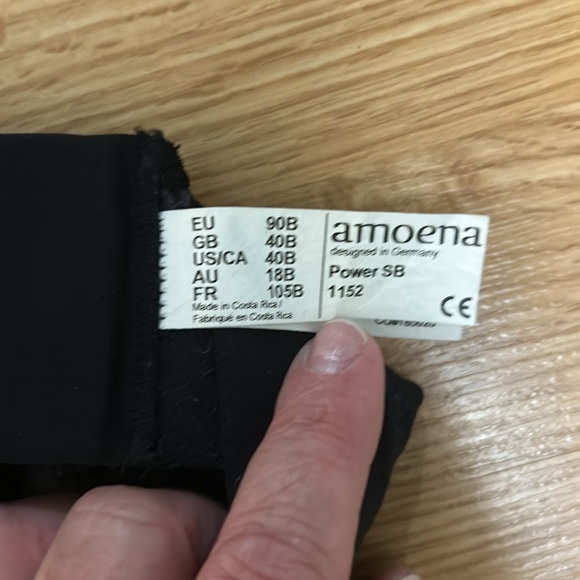 EU 90B
GB 40B
US/CA 40B
AU 18B
FR 105B
Made in Costa Rica /
Fabriqué en Costa Rica
amoena
designed in Germany
Power SB
1152
CE